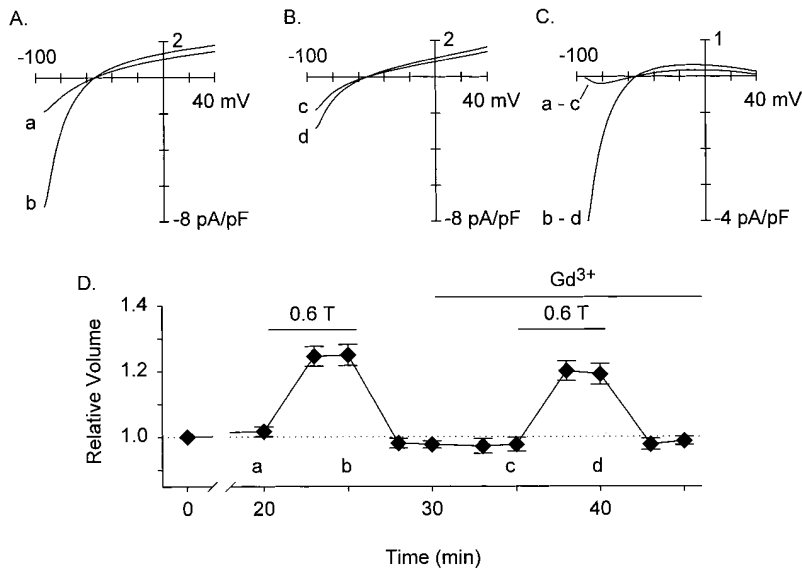 A.
2
-100
40 mV
a
b
-8 pA/pF
B.
2
-100
40 mV
c
d
-8 pA/pF
C.
1
-100
40 mV
a - c
b - d
-4 pA/pF
D.
Gd3+
0.6 T
0.6 T
1.4
1.2
1.0
Relative Volume
a
b
c
d
0
20
30
40
Time (min)